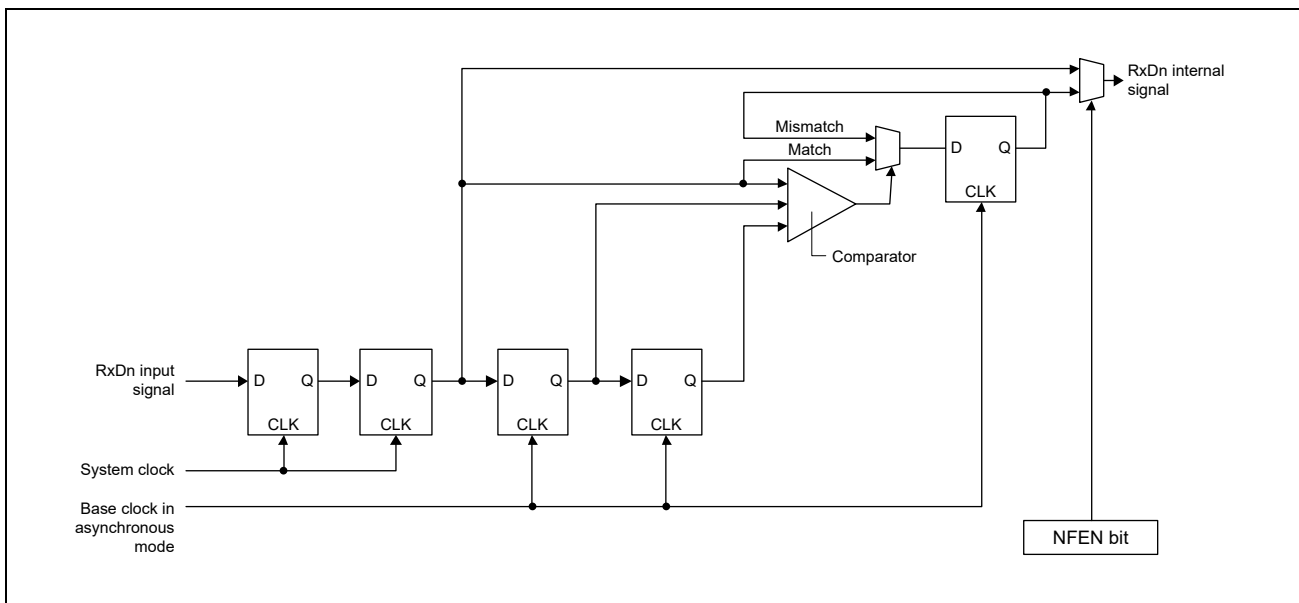 RxDn internal
signal
Mismatch
Match
D Q
CLK
Comparator
RxDn input
signal
D Q
CLK
D Q
CLK
D Q
CLK
D Q
CLK
System clock
Base clock in
asynchronous
mode
NFEN bit